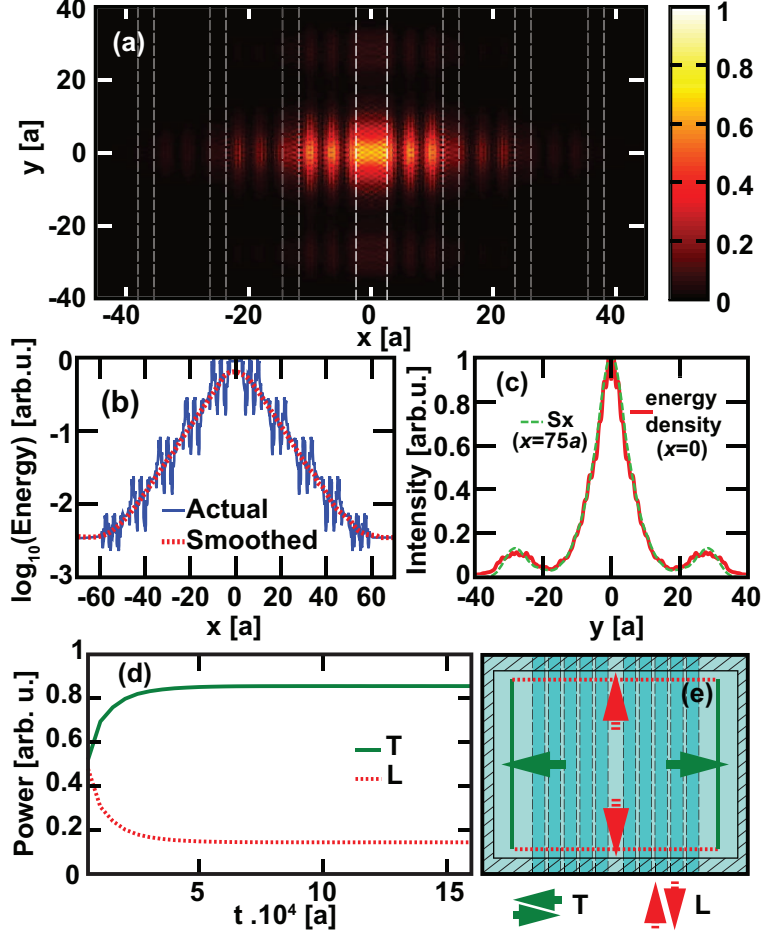 (a)
y [a]
40
20
0
-20
-40
-40
-20
0
20
40
x [a]
1
0.8
0.6
0.4
0.2
0
(b)
log10(Energy) [arb.u.]
0
-1
-2
-3
Actual
Smoothed
-60
-40
-20
0
20
40
60
x [a]
(c)
Intensity [arb.u.]
1
0.8
0.6
0.4
0.2
0
Sx
(x=75a)
energy
density
(x=0)
-40
-20
0
20
40
y [a]
(d)
Power [arb. u.]
1
0.8
0.6
0.4
0.2
0
T
L
5
10
15
t .10⁴ [a]
(e)
T
L